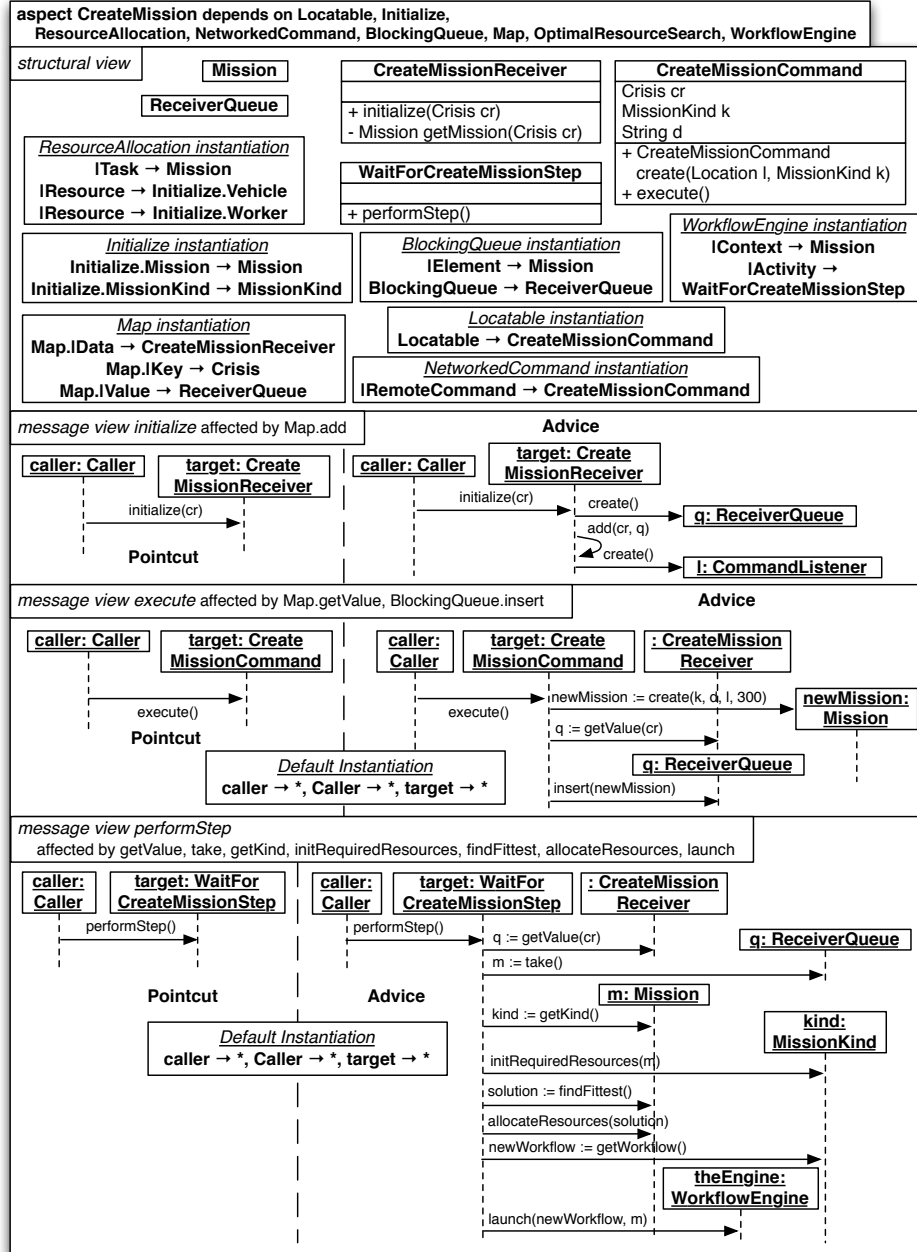 aspect CreateMission depends on Locatable, Initialize,
ResourceAllocation, NetworkedCommand, BlockingQueue, Map, OptimalResourceSearch, WorkflowEngine
structural view
Mission
ReceiverQueue
CreateMissionReceiver
+ initialize(Crisis cr)
- Mission getMission(Crisis cr)
CreateMissionCommand
Crisis cr
MissionKind k
String d
+ CreateMissionCommand
create(Location l, MissionKind k)
+ execute()
ResourceAllocation instantiation
|Task → Mission
|Resource → Initialize.Vehicle
|Resource → Initialize.Worker
WaitForCreateMissionStep
+ performStep()
Initialize instantiation
Initialize.Mission → Mission
Initialize.MissionKind → MissionKind
BlockingQueue instantiation
|Element → Mission
BlockingQueue → ReceiverQueue
WorkflowEngine instantiation
|Context → Mission
|Activity →
WaitForCreateMissionStep
Map instantiation
Map.|Data → CreateMissionReceiver
Map.|Key → Crisis
Map.|Value → ReceiverQueue
Locatable instantiation
Locatable → CreateMissionCommand
NetworkedCommand instantiation
|RemoteCommand → CreateMissionCommand
message view initialize affected by Map.add
Advice
caller: Caller
target: Create
MissionReceiver
initialize(cr)
Pointcut
caller: Caller
target: Create
MissionReceiver
initialize(cr)
create()
q: ReceiverQueue
add(cr, q)
create()
l: CommandListener
message view execute affected by Map.getValue, BlockingQueue.insert
Advice
caller: Caller
target: Create
MissionCommand
execute()
Pointcut
caller:
Caller
target: Create
MissionCommand
: CreateMission
Receiver
execute()
newMission := create(k, d, l, 300)
newMission:
Mission
q := getValue(cr)
q: ReceiverQueue
insert(newMission)
Default Instantiation
caller → *, Caller → *, target → *
message view performStep
affected by getValue, take, getKind, initRequiredResources, findFittest, allocateResources, launch
caller:
Caller
target: WaitFor
CreateMissionStep
performStep()
Pointcut
Default Instantiation
caller → *, Caller → *, target → *
caller:
Caller
target: WaitFor
CreateMissionStep
: CreateMission
Receiver
performStep()
q := getValue(cr)
q: ReceiverQueue
m := take()
Advice
m: Mission
kind := getKind()
kind:
MissionKind
initRequiredResources(m)
solution := findFittest()
allocateResources(solution)
newWorkflow := getWorkflow()
theEngine:
WorkflowEngine
launch(newWorkflow, m)